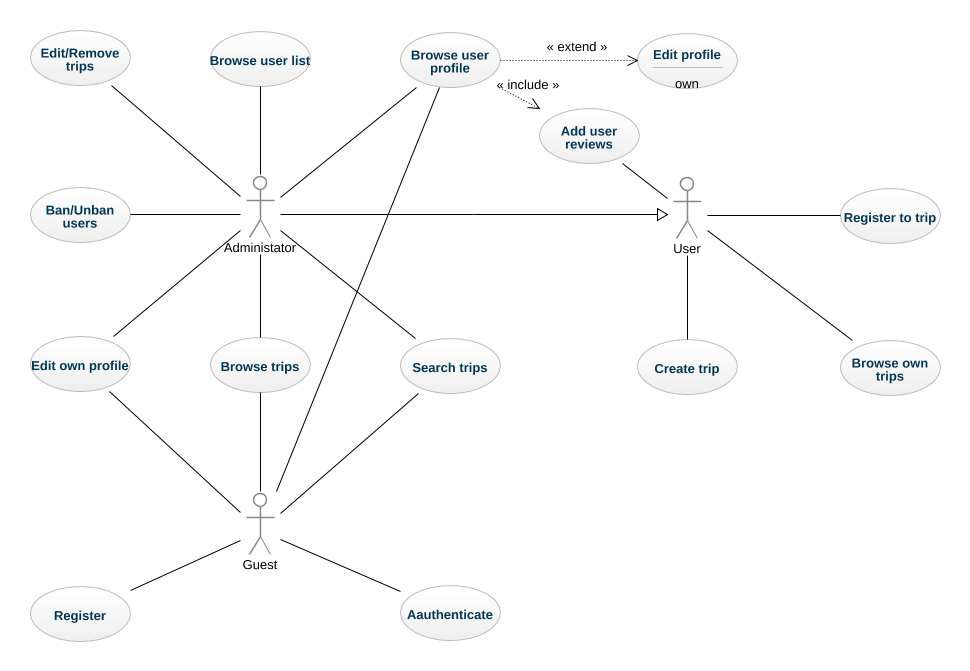 Edit/Remove
trips
Browse user list
Browse user
profile
« extend »
Edit profile
own
« include »
Add user
reviews
Ban/Unban
users
Administator
User
Register to trip
Edit own profile
Browse trips
Search trips
Create trip
Browse own
trips
Guest
Register
Aauthenticate